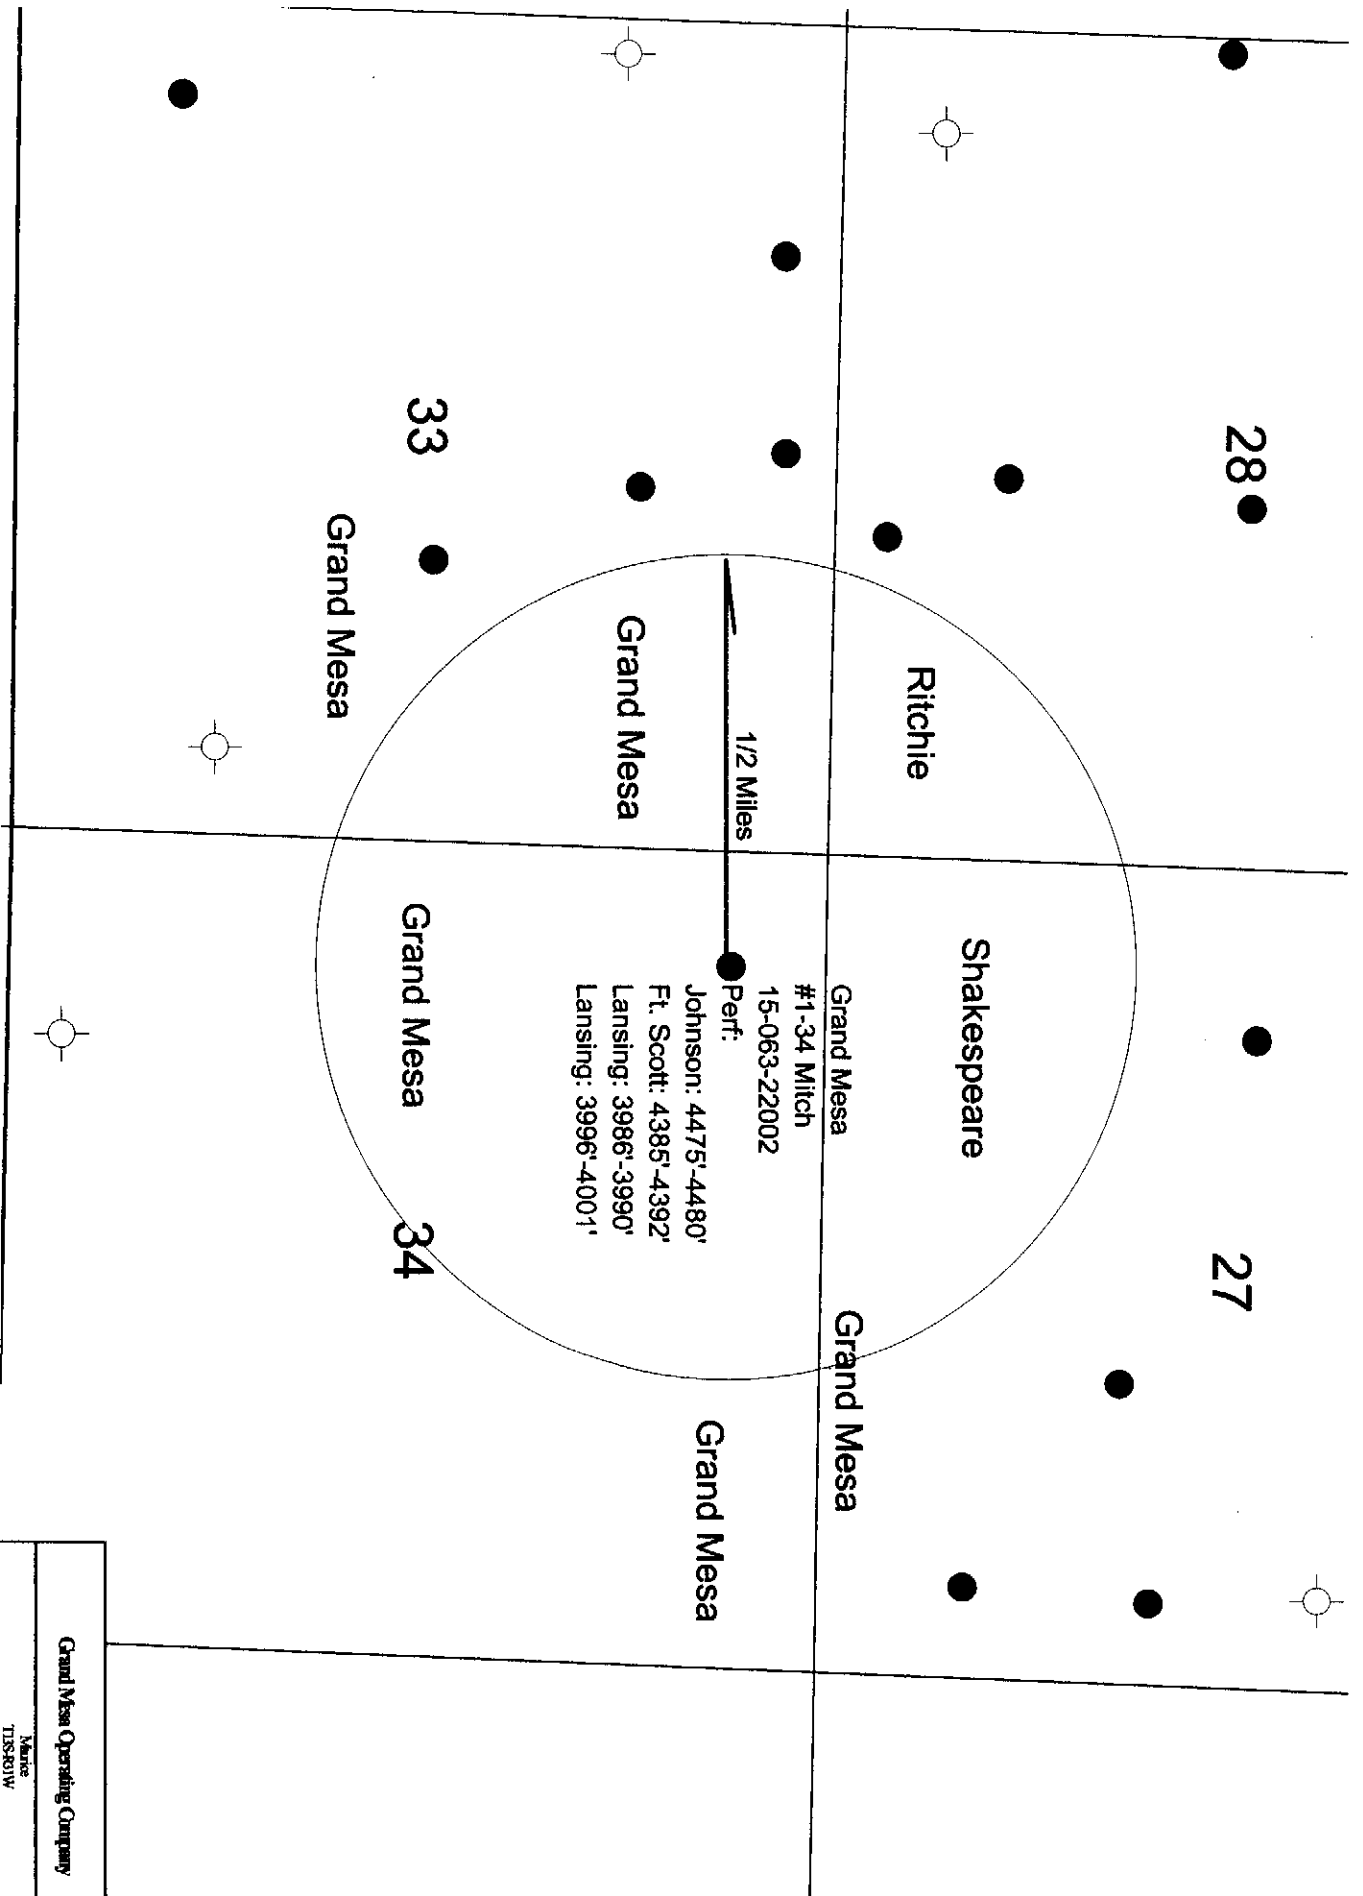 28
27
Ritchie
Shakespeare
Grand Mesa
Grand Mesa
#1-34 Mitch
15-063-22002
Perf:
Johnson: 4475'-4480'
Ft. Scott: 4385'-4392'
Lansing: 3986'-3990'
Lansing: 3996'-4001'
1/2 Miles
Grand Mesa
Grand Mesa
33
Grand Mesa
34
Grand Mesa
Grand Mesa Operating Company
Maurice
T13S-R31W